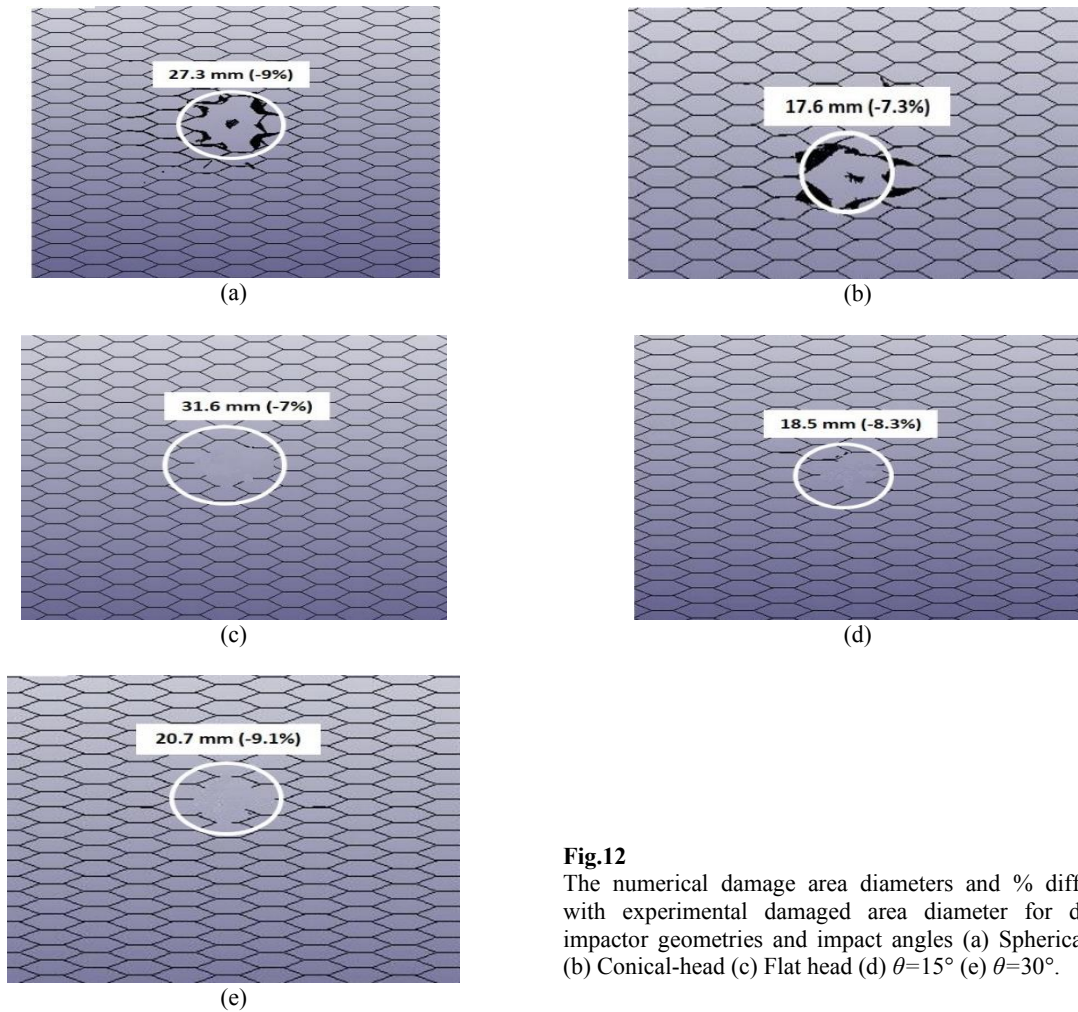 27.3 mm (-9%)
17.6 mm (-7.3%)
(a)
(b)
31.6 mm (-7%)
18.5 mm (-8.3%)
(c)
(d)
20.7 mm (-9.1%)
(e)
Fig.12
The numerical damage area diameters and % diff
with experimental damaged area diameter for d
impactor geometries and impact angles (a) Spherica
(b) Conical-head (c) Flat head (d) θ=15° (e) θ=30°.